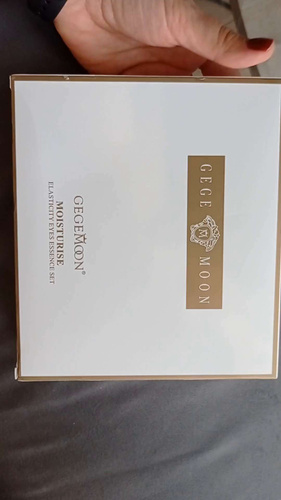 GEGE MOON
GEGEMOON®
MOISTURISE
ELASTICITY EYES ESSENCE SET